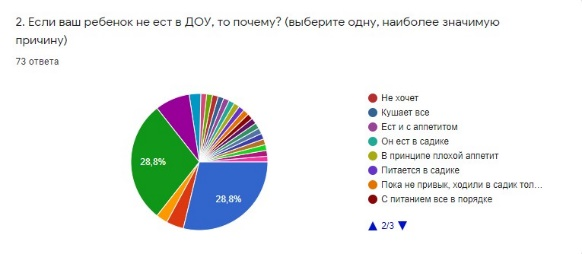 2. Если ваш ребенок не ест в ДОУ, то почему? (выберите одну, наиболее значимую
причину)
73 ответа
Не хочет
Кушает все
Ест и с аппетитом
Он ест в садике
В принципе плохой аппетит
Питается в садике
Пока не привык, ходили в садик тол...
С питанием все в порядке
28,8%
28,8%
2/3